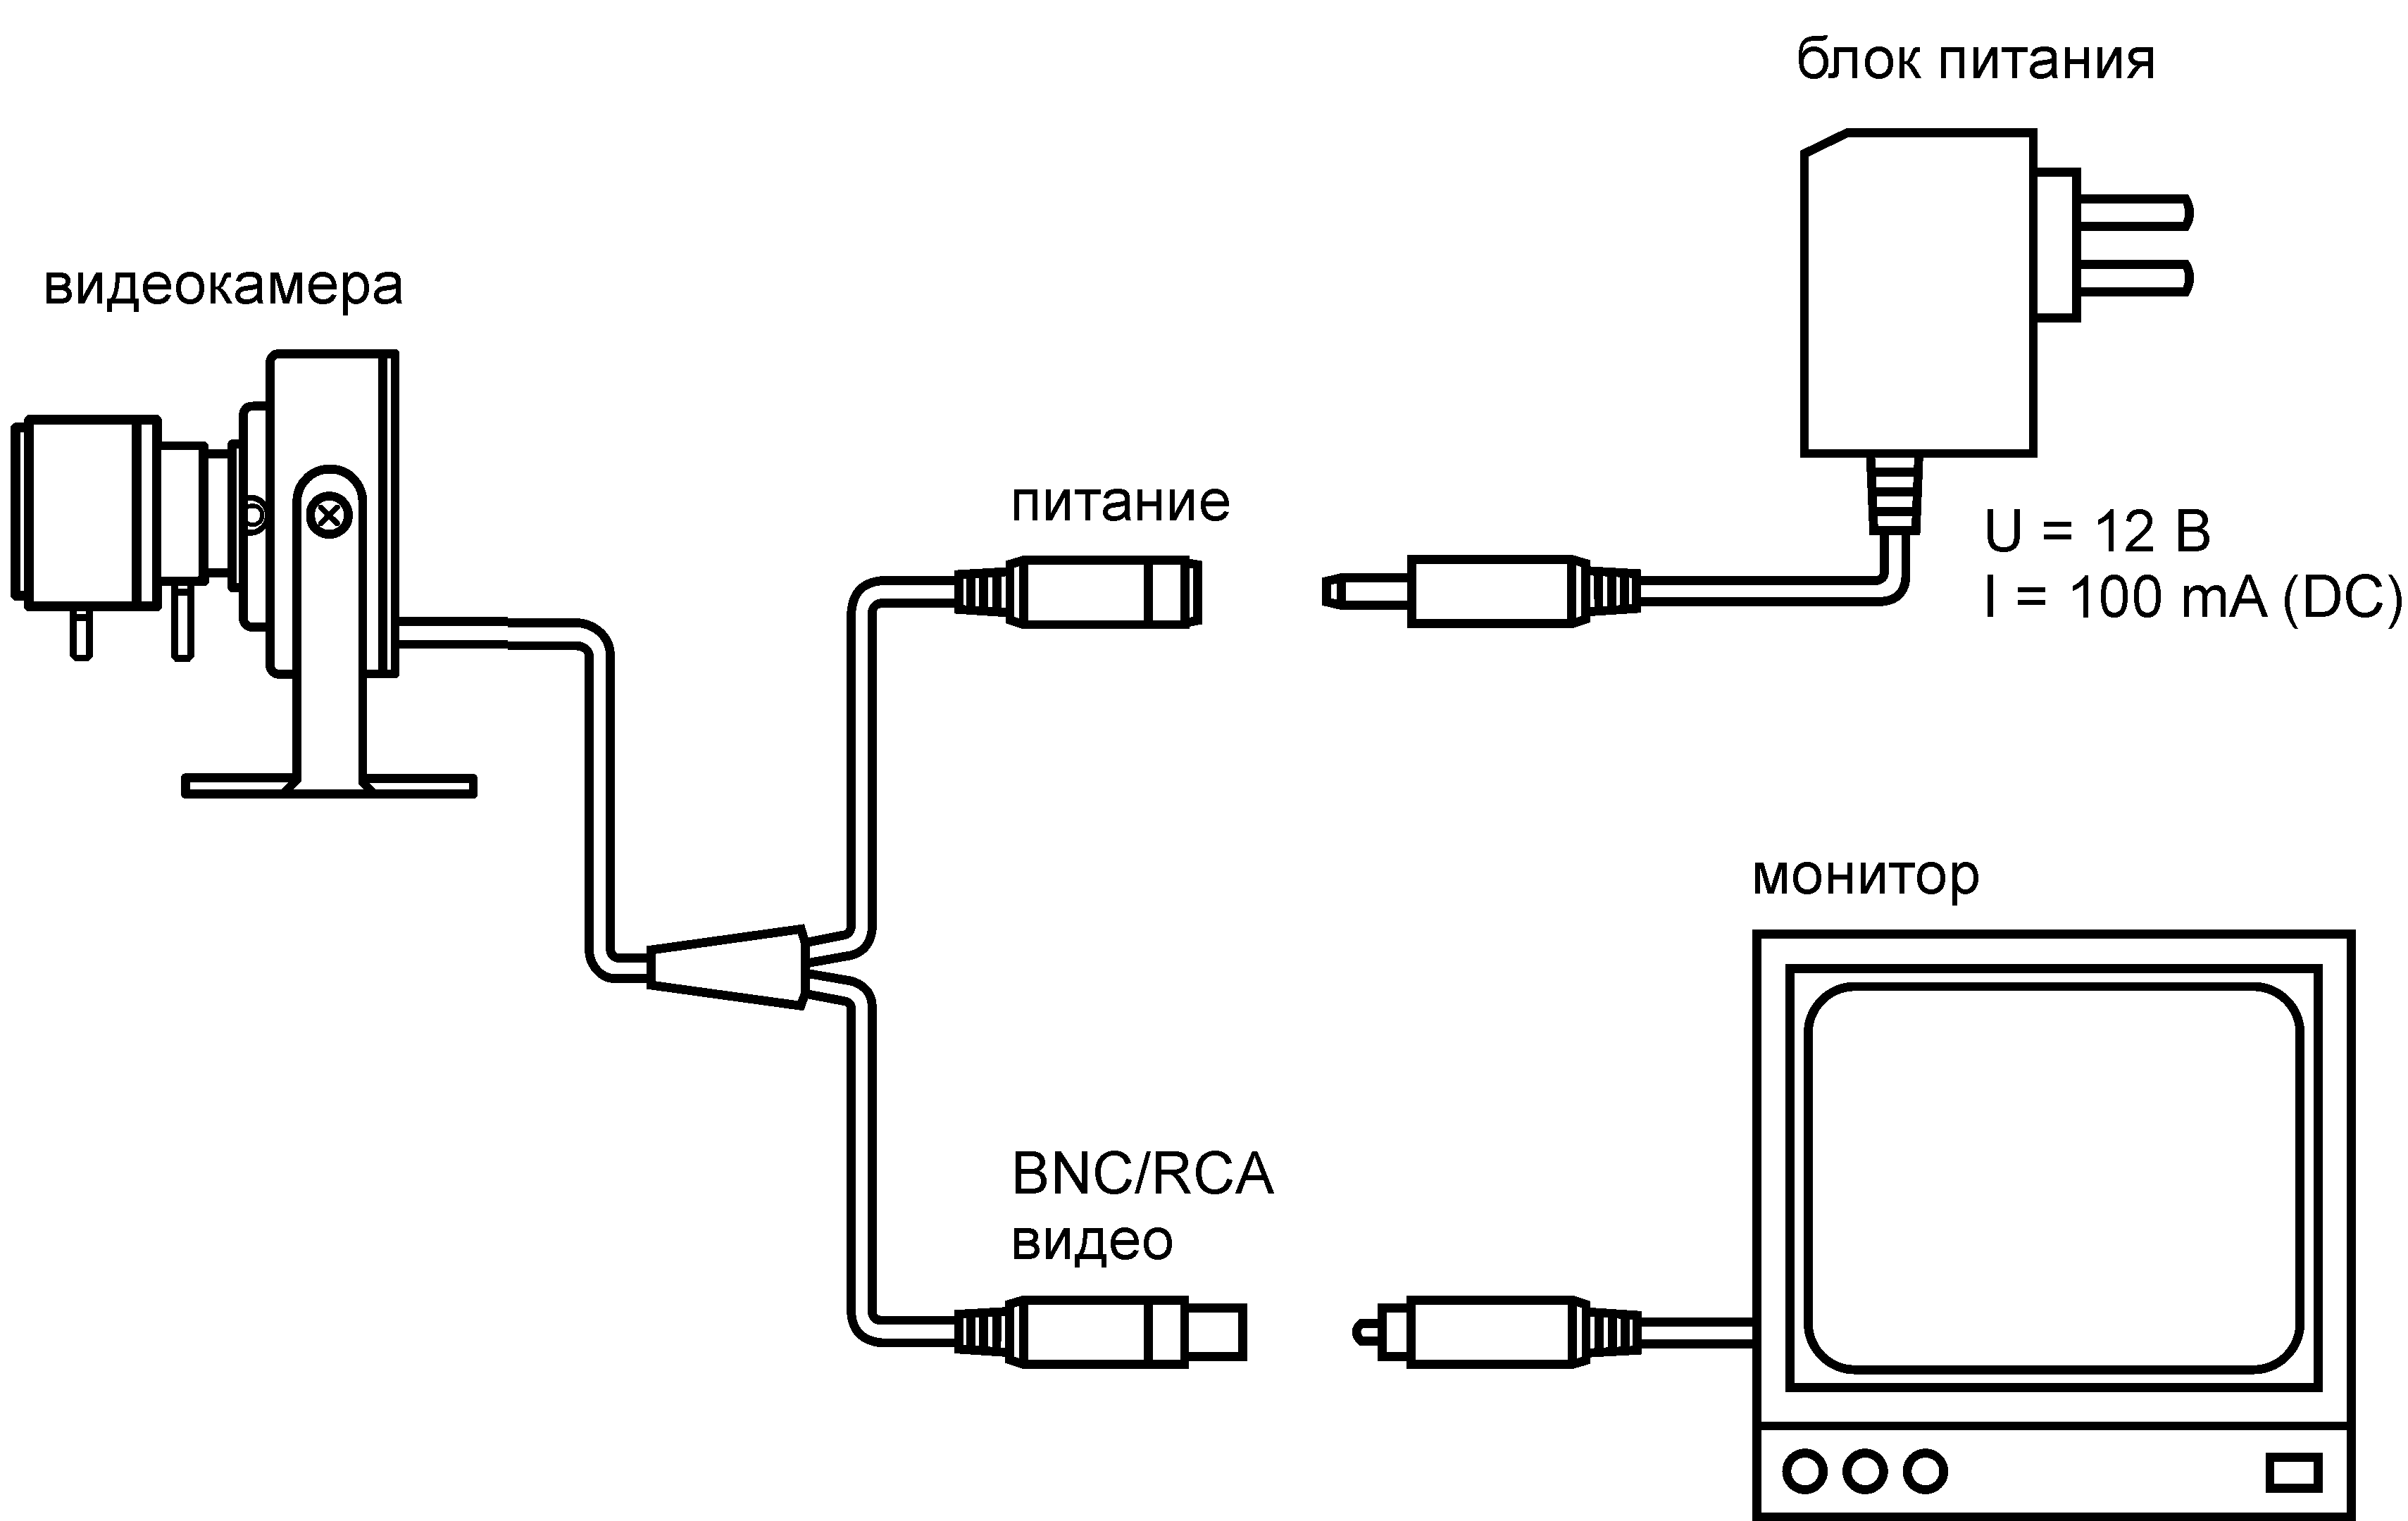 блок питания
видеокамера
питание
U = 12 В
I = 100 mA (DC)
монитор
BNC/RCA
видео